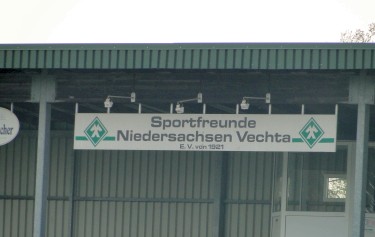 Sportfreunde
Niedersachsen Vechta
E. V. von 1921